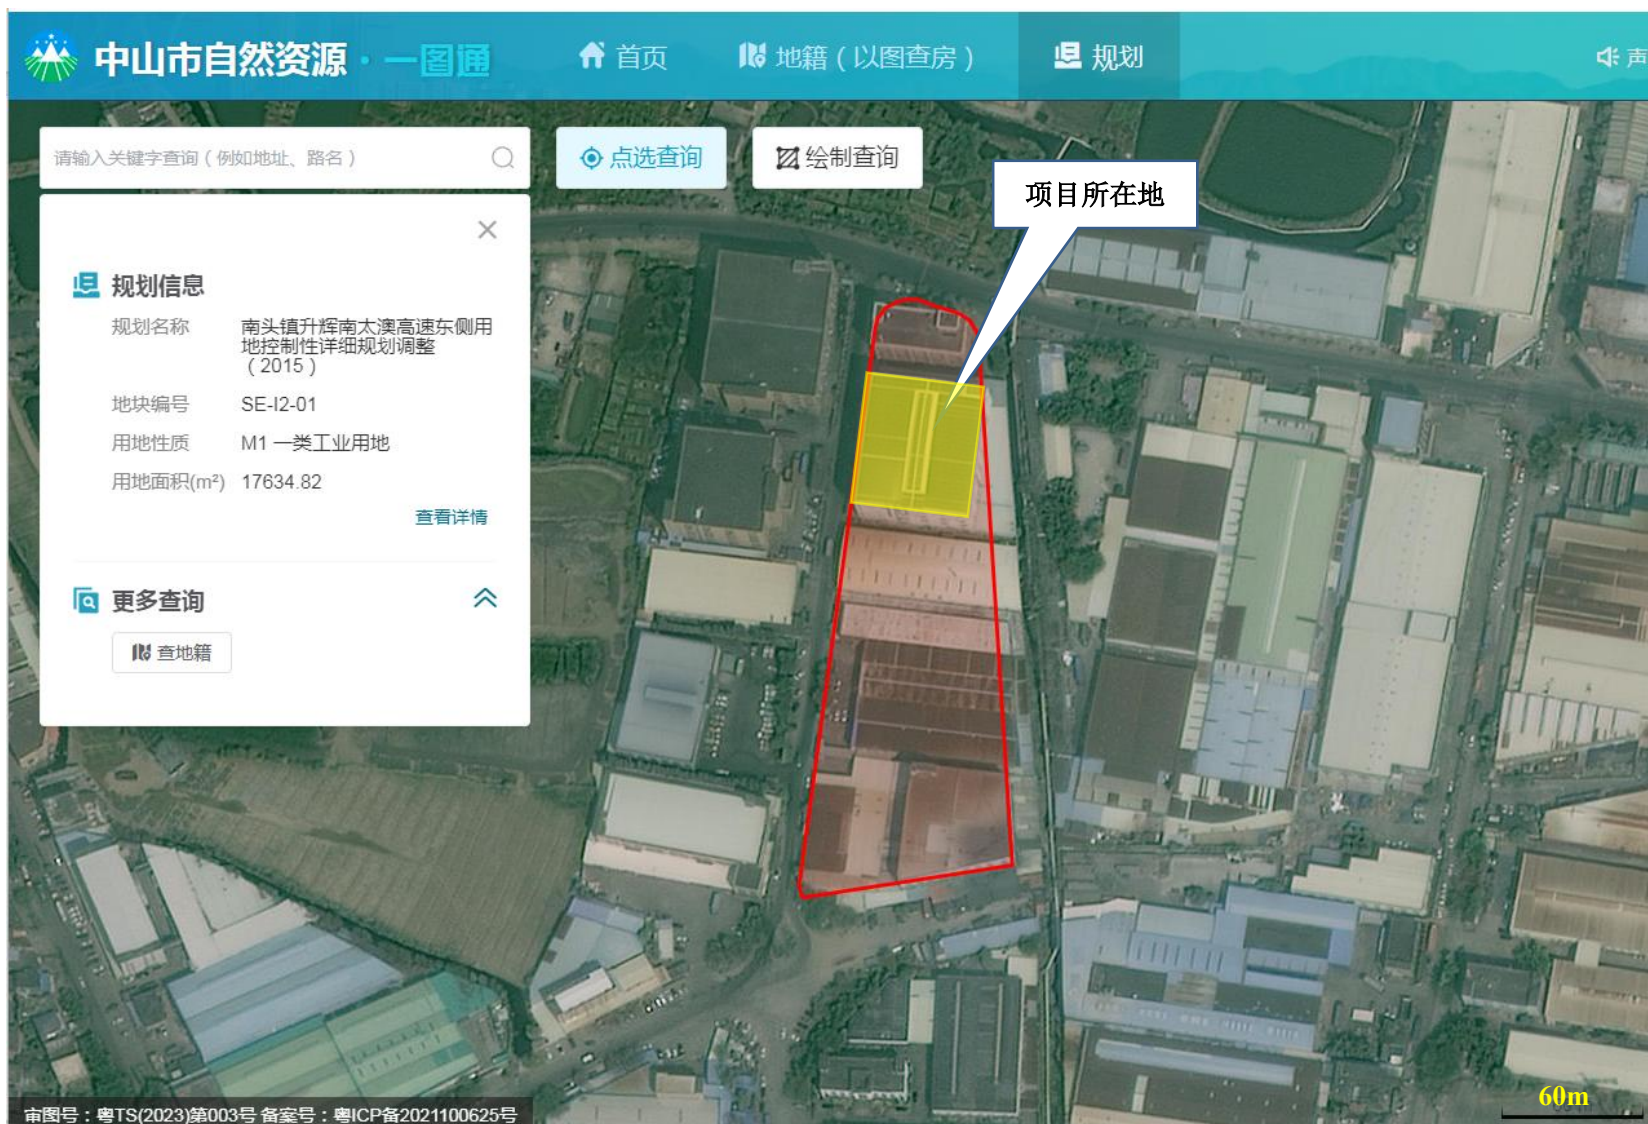 中山市自然资源·一图通
首页
地籍（以图查房）
规划
声
请输入关键字查询（例如地址、路名）
点选查询
绘制查询
项目所在地
规划信息
规划名称
南头镇升辉南太澳高速东侧用
地控制性详细规划调整
（2015）
地块编号
SE-I2-01
用地性质
M1 一类工业用地
用地面积(m²)
17634.82
查看详情
更多查询
查地籍
60m
审图号：粤TS(2023)第003号 备案号：粤ICP备2021100625号